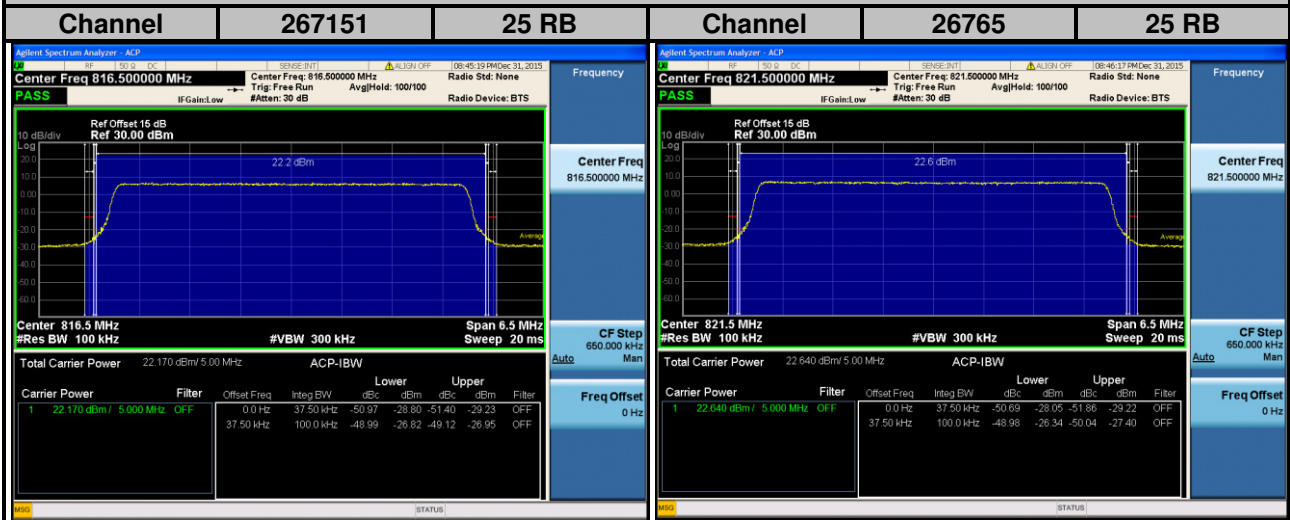 Channel 267151 25 RB Channel 26765 25 RB
Agilent Spectrum Analyzer - ACP
RF 50 Ω DC SENSE:INT ALIGN OFF 08:45:19 PM Dec 31, 2015
Center Freq 816.500000 MHz Center Freq: 816.500000 MHz Radio Std: None
Trig: Free Run Avg|Hold: 100/100
PASS IFGain:Low #Atten: 30 dB Radio Device: BTS
Ref Offset 15 dB
10 dB/div Ref 30.00 dBm
Log
20.0
10.0
0.00
-10.0
-20.0
-30.0
-40.0
-50.0
-60.0
22.2 dBm
Average
Center 816.5 MHz Span 6.5 MHz
#Res BW 100 kHz #VBW 300 kHz Sweep 20 ms
Total Carrier Power 22.170 dBm/ 5.00 MHz ACP-IBW
Lower Upper
Carrier Power Filter Offset Freq Integ BW dBc dBm dBc dBm Filter
1 22.170 dBm / 5.000 MHz OFF 0.0 Hz 37.50 kHz -50.97 -28.80 -51.40 -29.23 OFF
37.50 kHz 100.0 kHz -48.99 -26.82 -49.12 -26.95 OFF
MSG STATUS
Frequency
Center Freq
816.500000 MHz
CF Step
650.000 kHz
Auto Man
Freq Offset
0 Hz
Agilent Spectrum Analyzer - ACP
RF 50 Ω DC SENSE:INT ALIGN OFF 08:46:17 PM Dec 31, 2015
Center Freq 821.500000 MHz Center Freq: 821.500000 MHz Radio Std: None
Trig: Free Run Avg|Hold: 100/100
PASS IFGain:Low #Atten: 30 dB Radio Device: BTS
Ref Offset 15 dB
10 dB/div Ref 30.00 dBm
Log
20.0
10.0
0.00
-10.0
-20.0
-30.0
-40.0
-50.0
-60.0
22.6 dBm
Average
Center 821.5 MHz Span 6.5 MHz
#Res BW 100 kHz #VBW 300 kHz Sweep 20 ms
Total Carrier Power 22.640 dBm/ 5.00 MHz ACP-IBW
Lower Upper
Carrier Power Filter Offset Freq Integ BW dBc dBm dBc dBm Filter
1 22.640 dBm / 5.000 MHz OFF 0.0 Hz 37.50 kHz -50.69 -28.05 -51.86 -29.22 OFF
37.50 kHz 100.0 kHz -48.98 -26.34 -50.04 -27.40 OFF
MSG STATUS
Frequency
Center Freq
821.500000 MHz
CF Step
650.000 kHz
Auto Man
Freq Offset
0 Hz